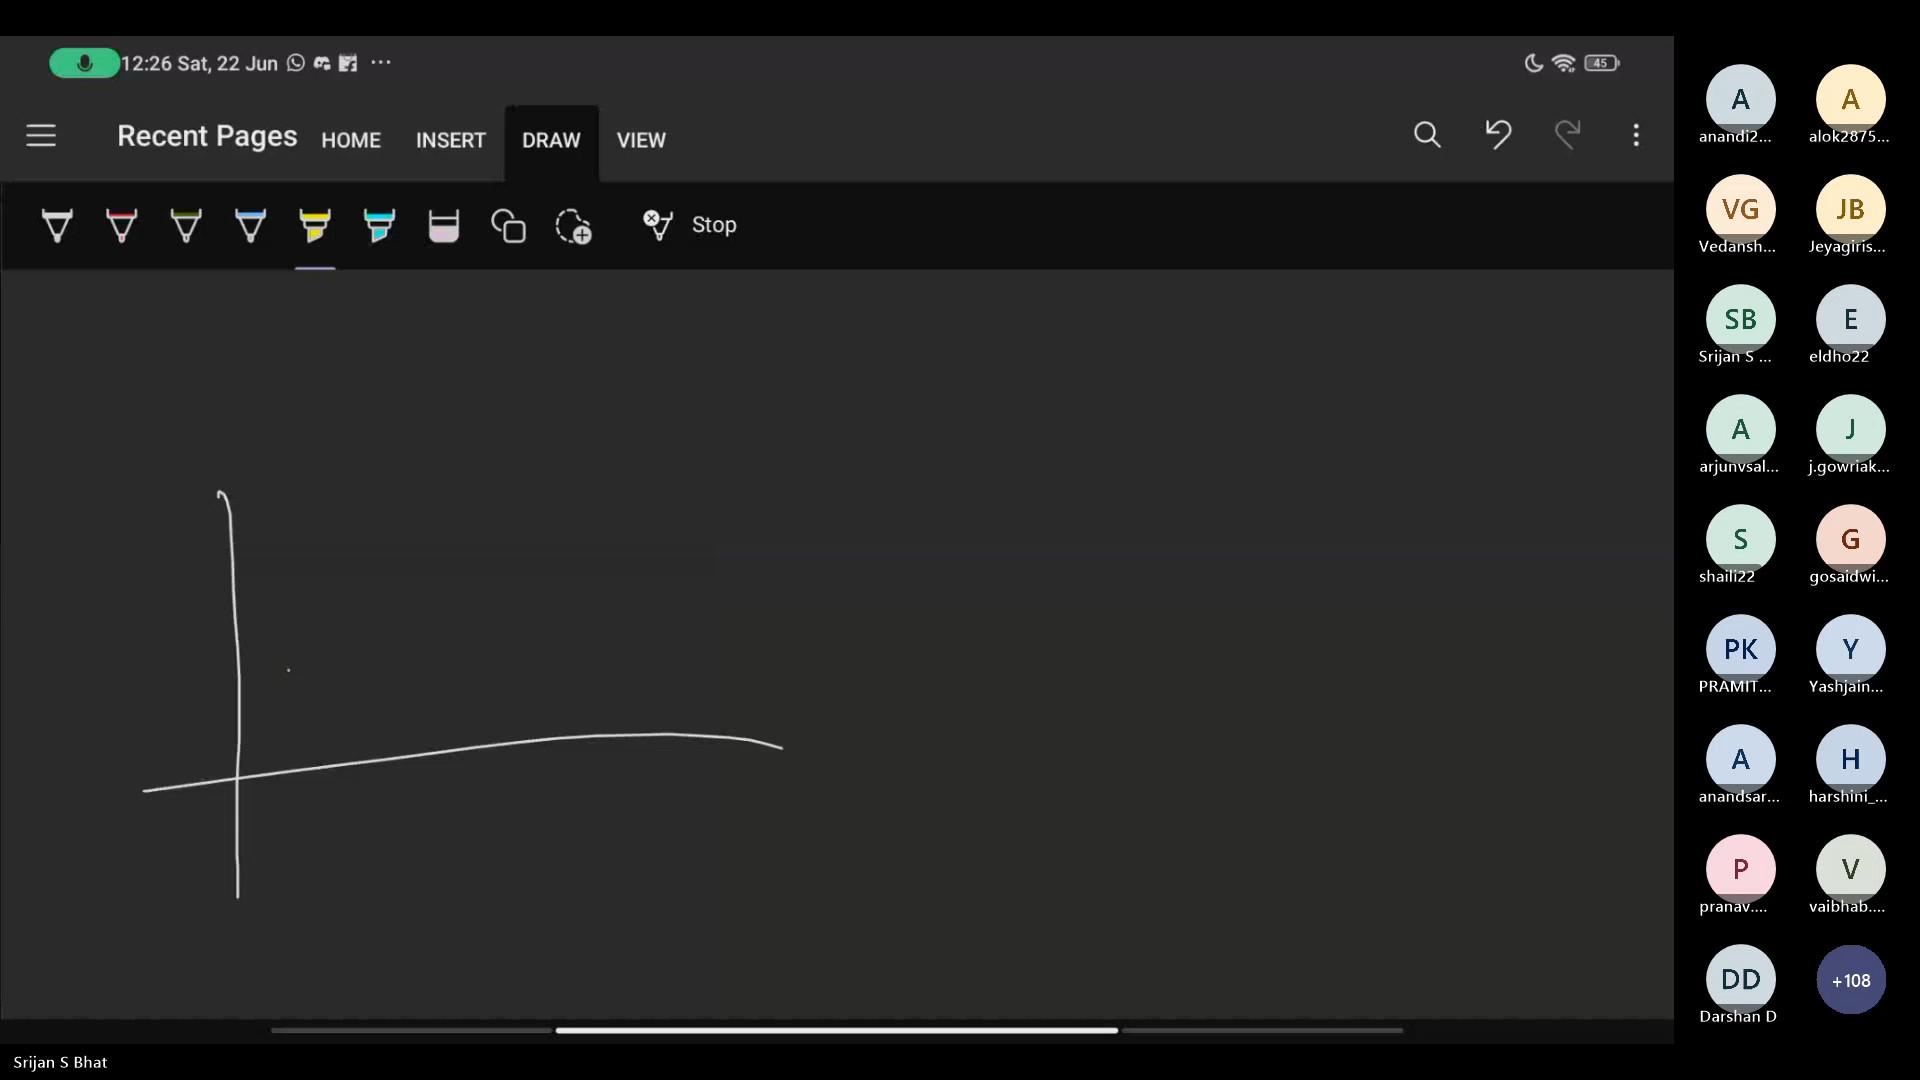 12:26 Sat, 22 Jun
45
Recent Pages HOME INSERT DRAW VIEW
Stop
A A
anandi2... alok2875...
VG JB
Vedansh... Jeyagiris...
SB E
Srijan S ... eldho22
A J
arjunvsal... j.gowriak...
S G
shaili22 gosaidwi...
PK Y
PRAMIT... Yashjain...
A H
anandsar... harshini_...
P V
pranav.... vaibhab....
DD +108
Darshan D
Srijan S Bhat